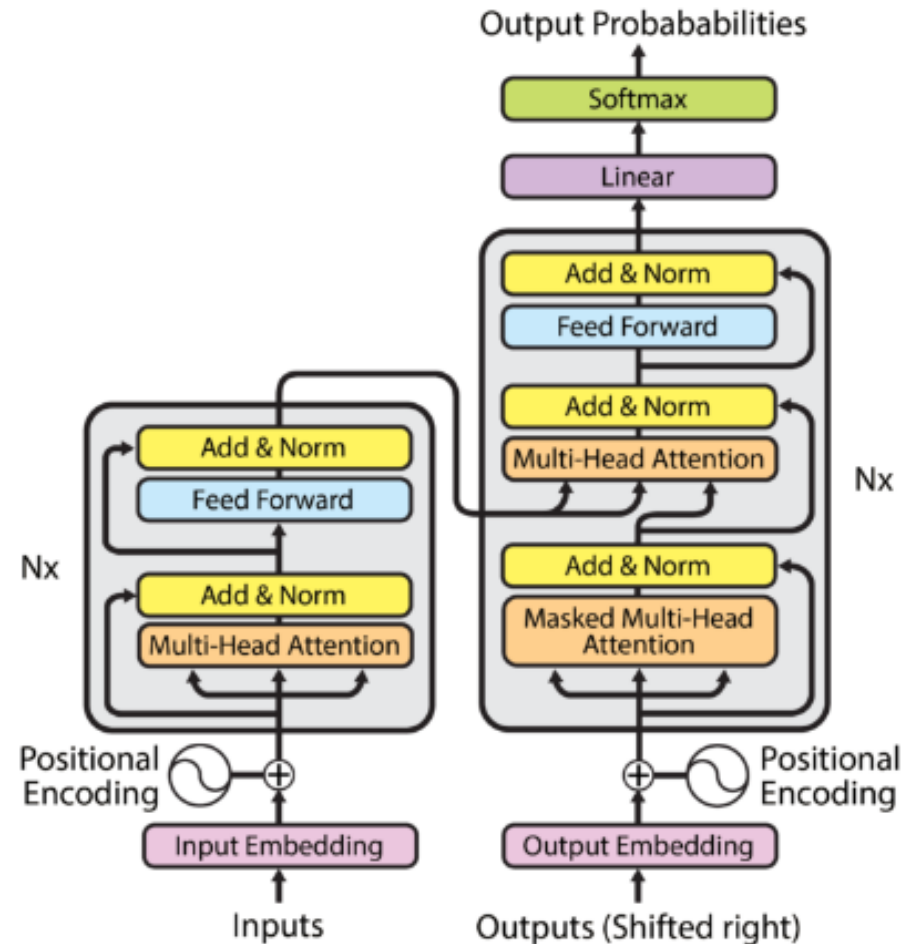 Output Probababilities
Softmax
Linear
Add & Norm
Feed Forward
Add & Norm
Multi-Head Attention
Nx
Add & Norm
Masked Multi-Head
Attention
Positional
Encoding
Output Embedding
Outputs (Shifted right)
Add & Norm
Feed Forward
Nx
Add & Norm
Multi-Head Attention
Positional
Encoding
Input Embedding
Inputs